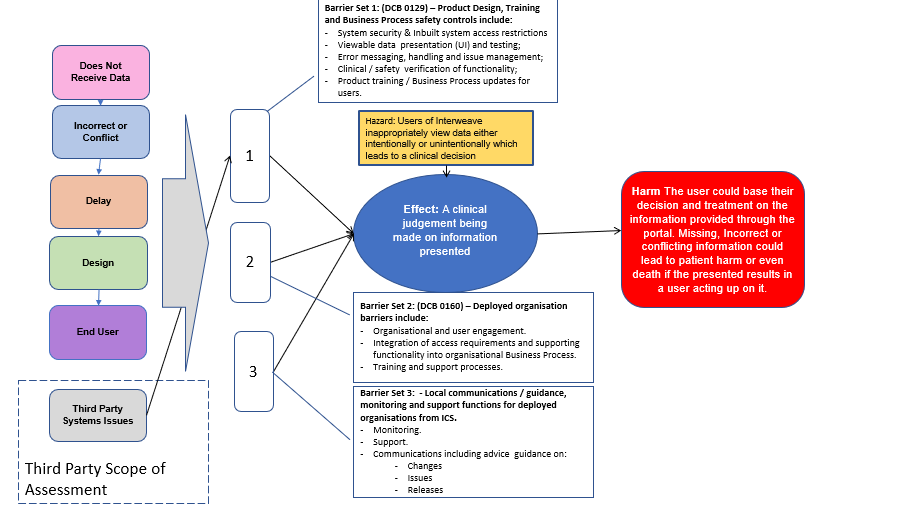 Barrier Set 1: (DCB 0129) – Product Design, Training
and Business Process safety controls include:
- System security & Inbuilt system access restrictions
- Viewable data presentation (UI) and testing;
- Error messaging, handling and issue management;
- Clinical / safety verification of functionality;
- Product training / Business Process updates for
users.
Does Not
Receive Data
Incorrect or
Conflict
Delay
Design
End User
Third Party
Systems Issues
Third Party Scope of
Assessment
1
2
3
Hazard: Users of Interweave
inappropriately view data either
intentionally or unintentionally which
leads to a clinical decision
Effect: A clinical
judgement being
made on information
presented
Harm The user could base their
decision and treatment on the
information provided through the
portal. Missing, Incorrect or
conflicting information could
lead to patient harm or even
death if the presented results in
a user acting up on it.
Barrier Set 2: (DCB 0160) – Deployed organisation
barriers include:
- Organisational and user engagement.
- Integration of access requirements and supporting
functionality into organisational Business Process.
- Training and support processes.
Barrier Set 3: - Local communications / guidance,
monitoring and support functions for deployed
organisations from ICS.
- Monitoring.
- Support.
- Communications including advice guidance on:
- Changes
- Issues
- Releases